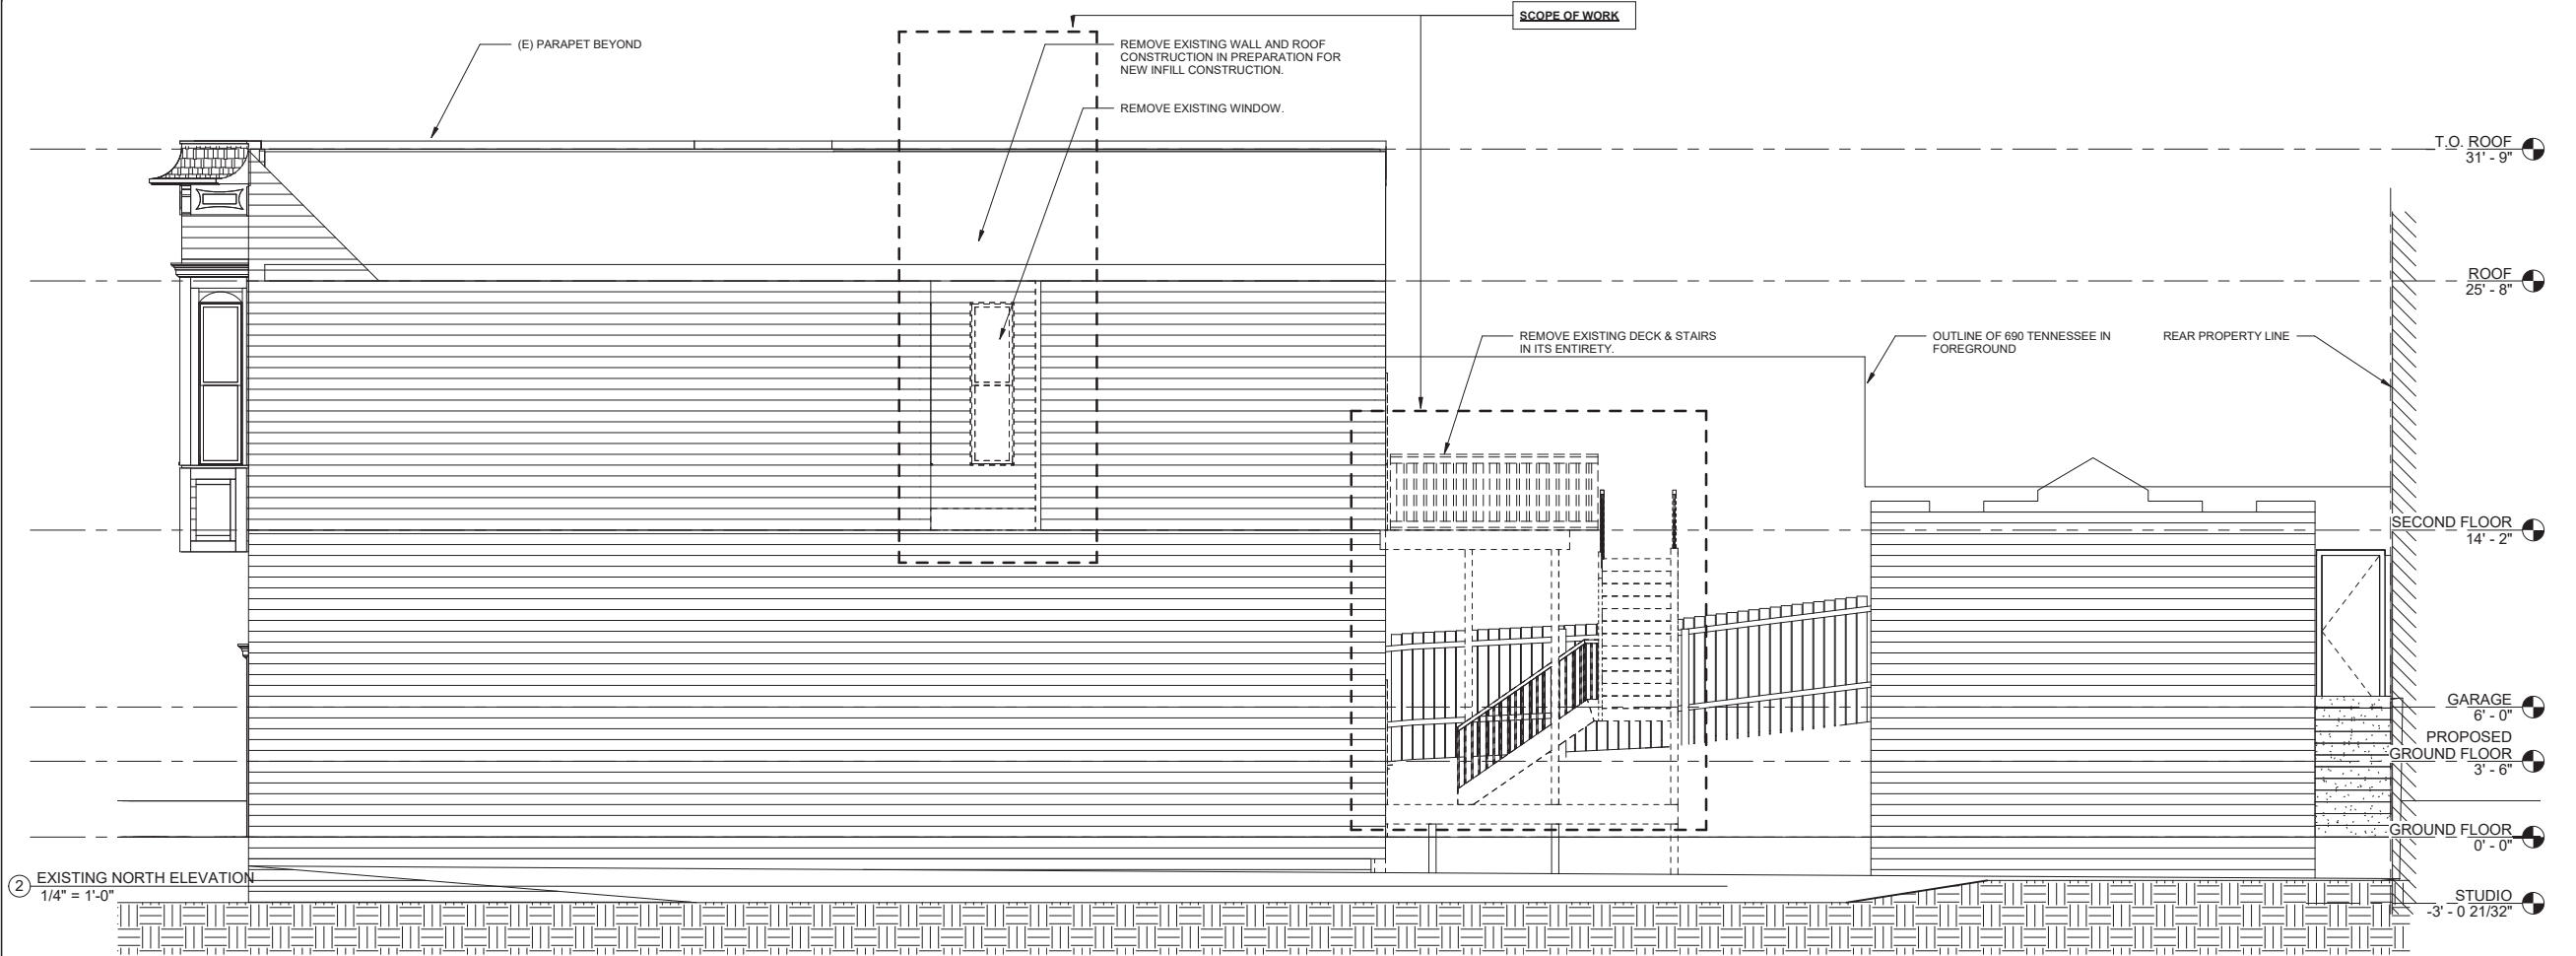 SCOPE OF WORK
(E) PARAPET BEYOND
REMOVE EXISTING WALL AND ROOF
CONSTRUCTION IN PREPARATION FOR
NEW INFILL CONSTRUCTION.
REMOVE EXISTING WINDOW.
T.O. ROOF
31' - 9"
ROOF
25' - 8"
REMOVE EXISTING DECK & STAIRS
IN ITS ENTIRETY.
OUTLINE OF 690 TENNESSEE IN
FOREGROUND
REAR PROPERTY LINE
SECOND FLOOR
14' - 2"
GARAGE
6' - 0"
PROPOSED
GROUND FLOOR
3' - 6"
GROUND FLOOR
0' - 0"
STUDIO
-3' - 0 21/32"
2 EXISTING NORTH ELEVATION
1/4" = 1'-0"